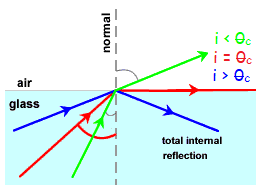 normal
i < Θc
i = Θc
i > Θc
air
glass
total internal
reflection